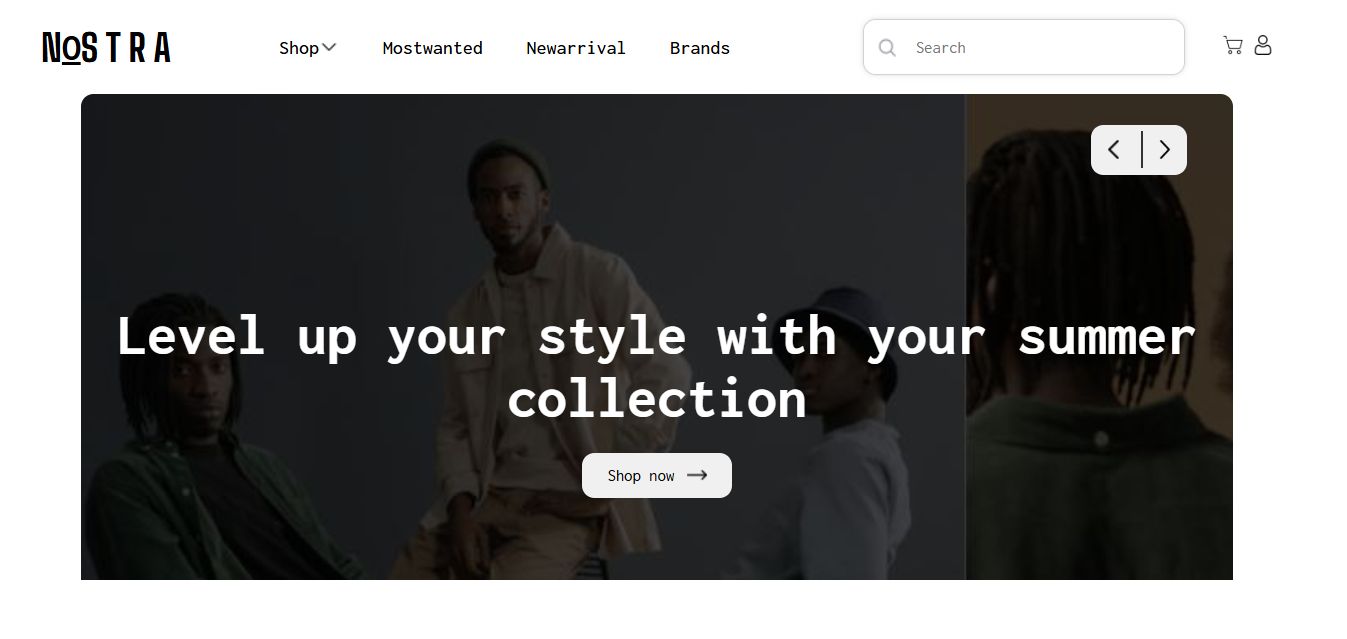 NoSTRA
Shop Mostwanted Newarrival Brands Search
Level up your style with your summer
collection
Shop now